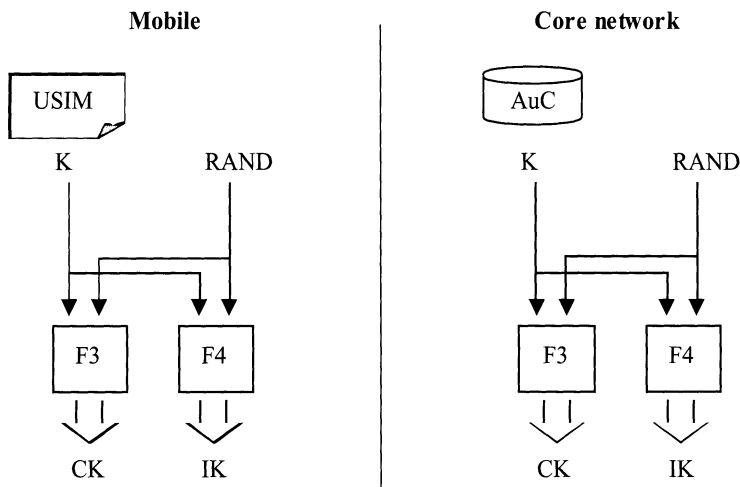 Mobile
Core network
USIM
AuC
K RAND
K RAND
F3 F4
F3 F4
CK IK
CK IK